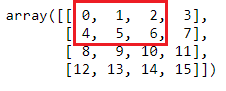 array([[ 0, 1, 2, 3],
[ 4, 5, 6, 7],
[ 8, 9, 10, 11],
[12, 13, 14, 15]])